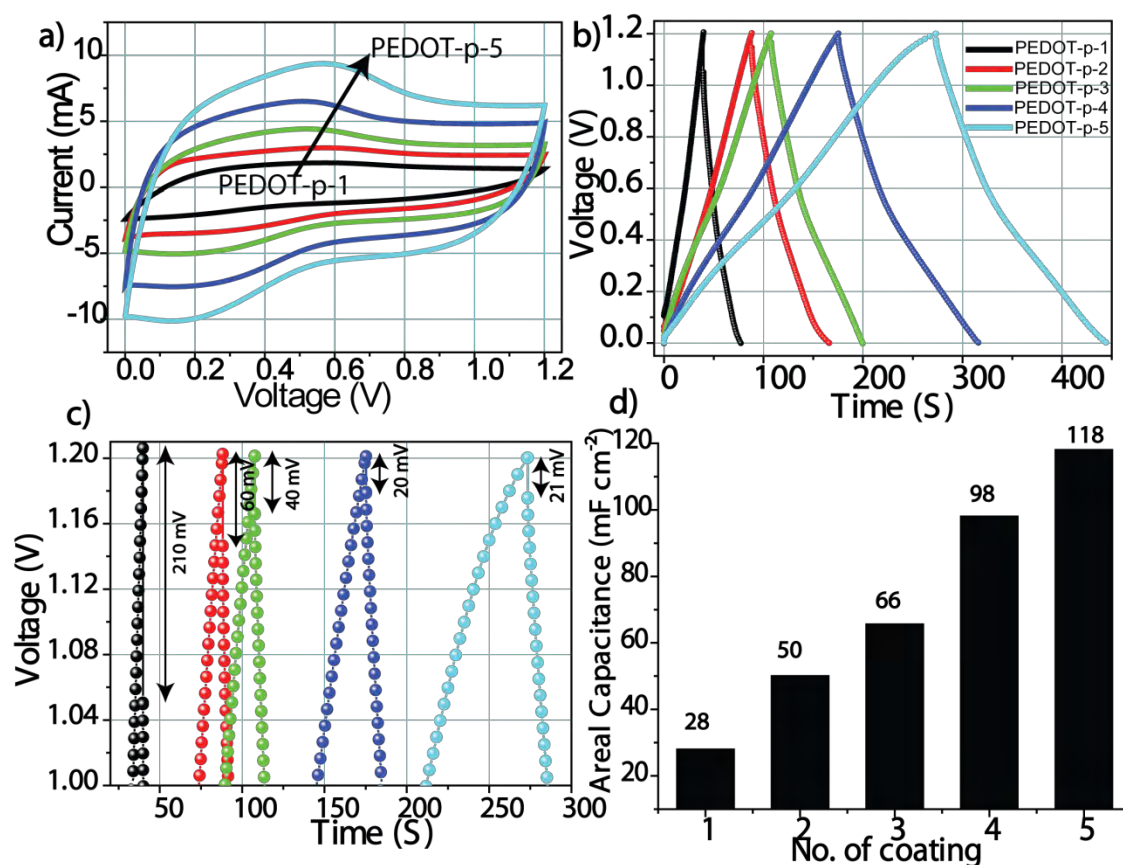 a)
PEDOT-p-5
PEDOT-p-1
10
5
0
-5
-10
Current (mA)
0.0 0.2 0.4 0.6 0.8 1.0 1.2
Voltage (V)
b)
PEDOT-p-1
PEDOT-p-2
PEDOT-p-3
PEDOT-p-4
PEDOT-p-5
1.2
1.0
0.8
0.6
0.4
0.2
0.0
Voltage (V)
0 100 200 300 400
Time (S)
c)
210 mV
60 mV
40 mV
20 mV
21 mV
1.20
1.16
1.12
1.08
1.04
1.00
Voltage (V)
50 100 150 200 250 300
Time (S)
d)
28
50
66
98
118
120
100
80
60
40
20
Areal Capacitance (mF cm⁻²)
1 2 3 4 5
No. of coating